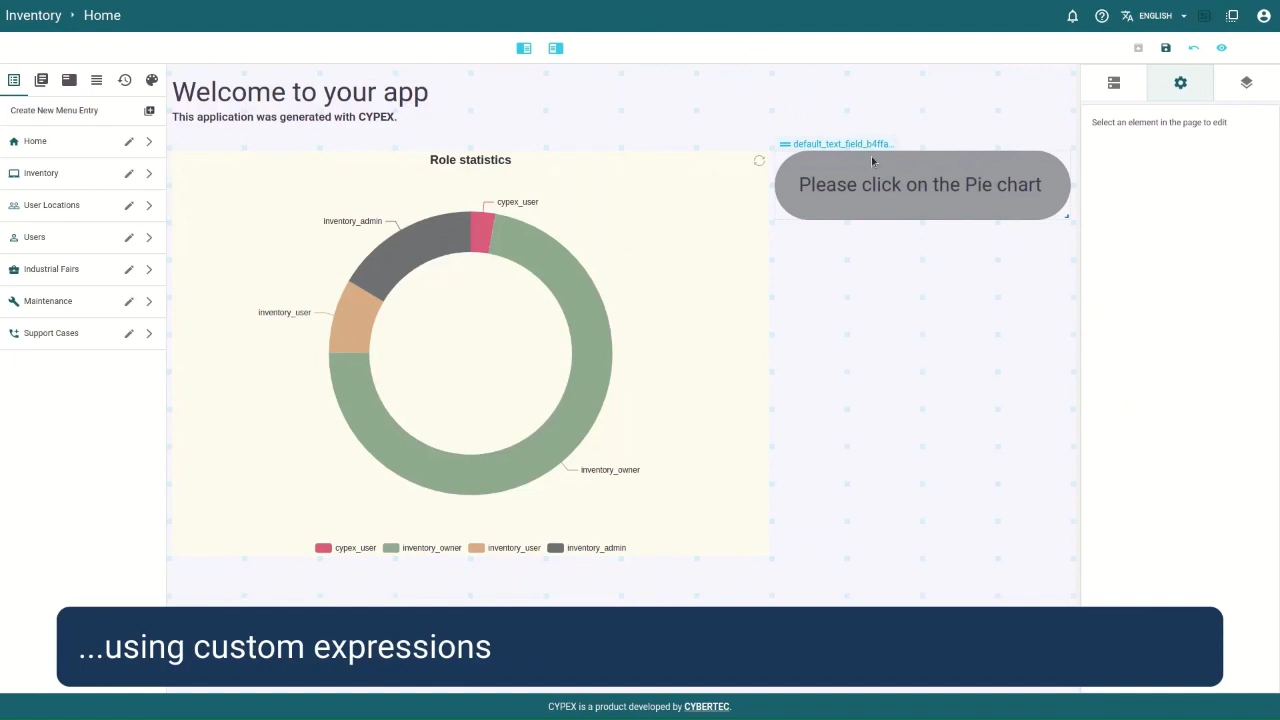 Inventory › Home
ENGLISH
Create New Menu Entry
Home
Inventory
User Locations
Users
Industrial Fairs
Maintenance
Support Cases
Welcome to your app
This application was generated with CYPEX.
Role statistics
cypex_user
inventory_admin
inventory_user
inventory_owner
cypex_user inventory_owner inventory_user inventory_admin
default_text_field_b4ffa...
Please click on the Pie chart
Select an element in the page to edit
...using custom expressions
CYPEX is a product developed by CYBERTEC.